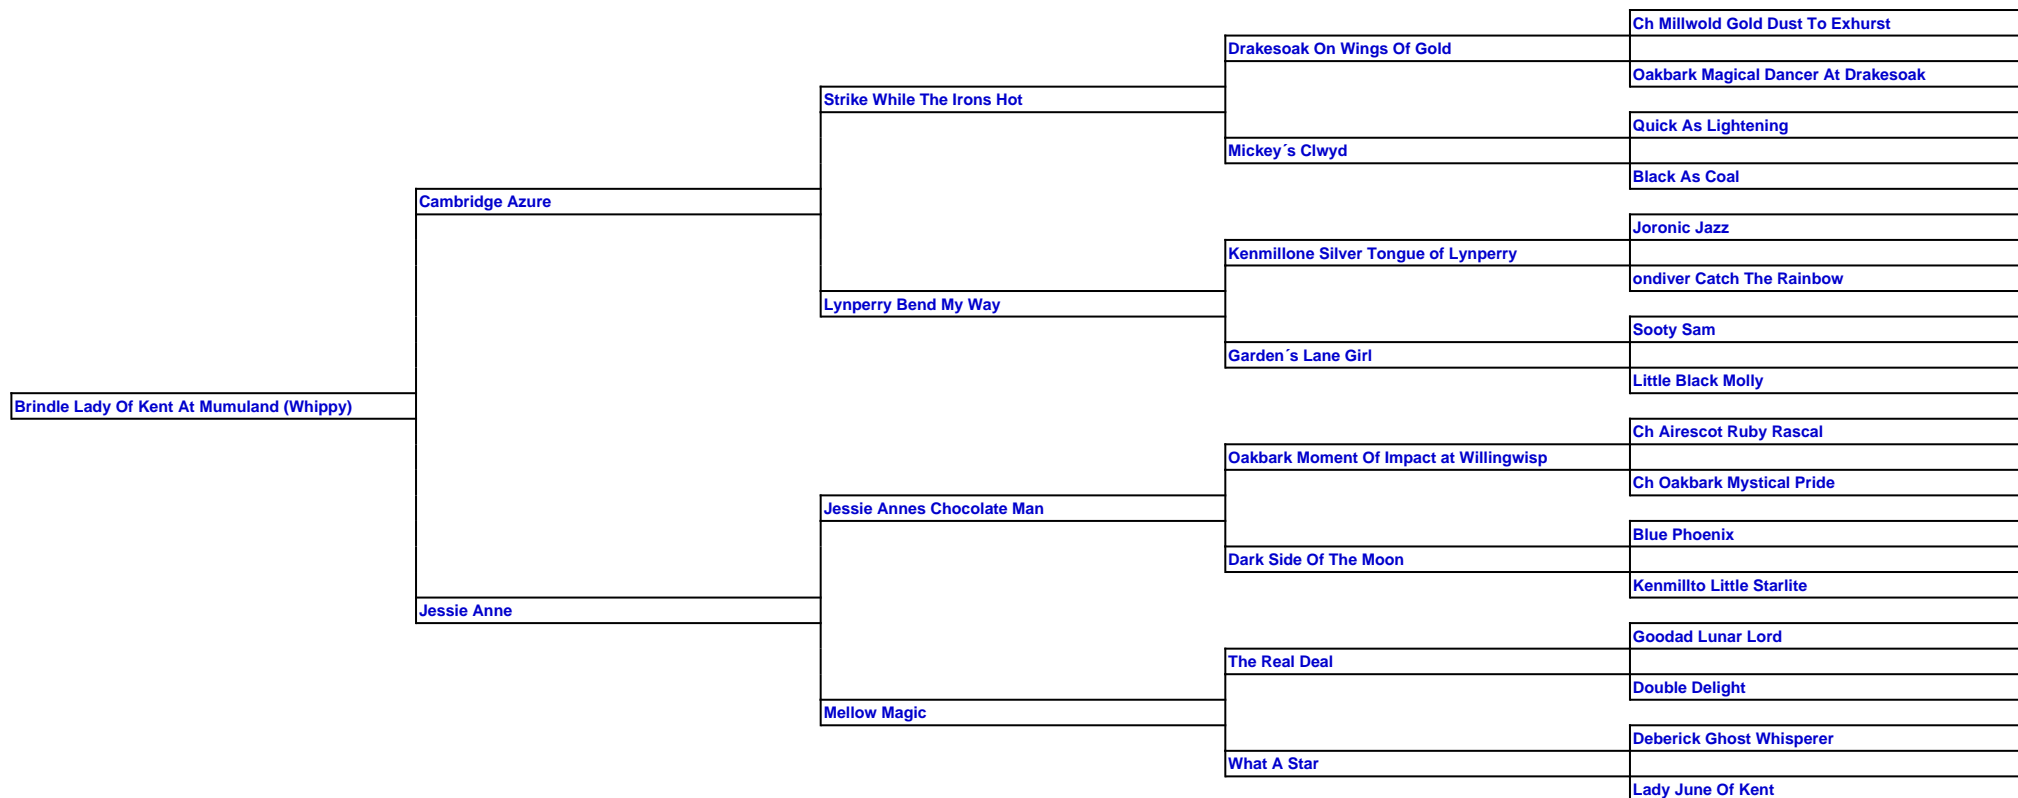 Ch Millwold Gold Dust To Exhurst
Drakesoak On Wings Of Gold
Oakbark Magical Dancer At Drakesoak
Strike While The Irons Hot
Quick As Lightening
Mickey´s Clwyd
Black As Coal
Cambridge Azure
Joronic Jazz
Kenmillone Silver Tongue of Lynperry
ondiver Catch The Rainbow
Lynperry Bend My Way
Sooty Sam
Garden´s Lane Girl
Little Black Molly
Brindle Lady Of Kent At Mumuland (Whippy)
Ch Airescot Ruby Rascal
Oakbark Moment Of Impact at Willingwisp
Ch Oakbark Mystical Pride
Jessie Annes Chocolate Man
Blue Phoenix
Dark Side Of The Moon
Kenmillto Little Starlite
Jessie Anne
Goodad Lunar Lord
The Real Deal
Double Delight
Mellow Magic
Deberick Ghost Whisperer
What A Star
Lady June Of Kent